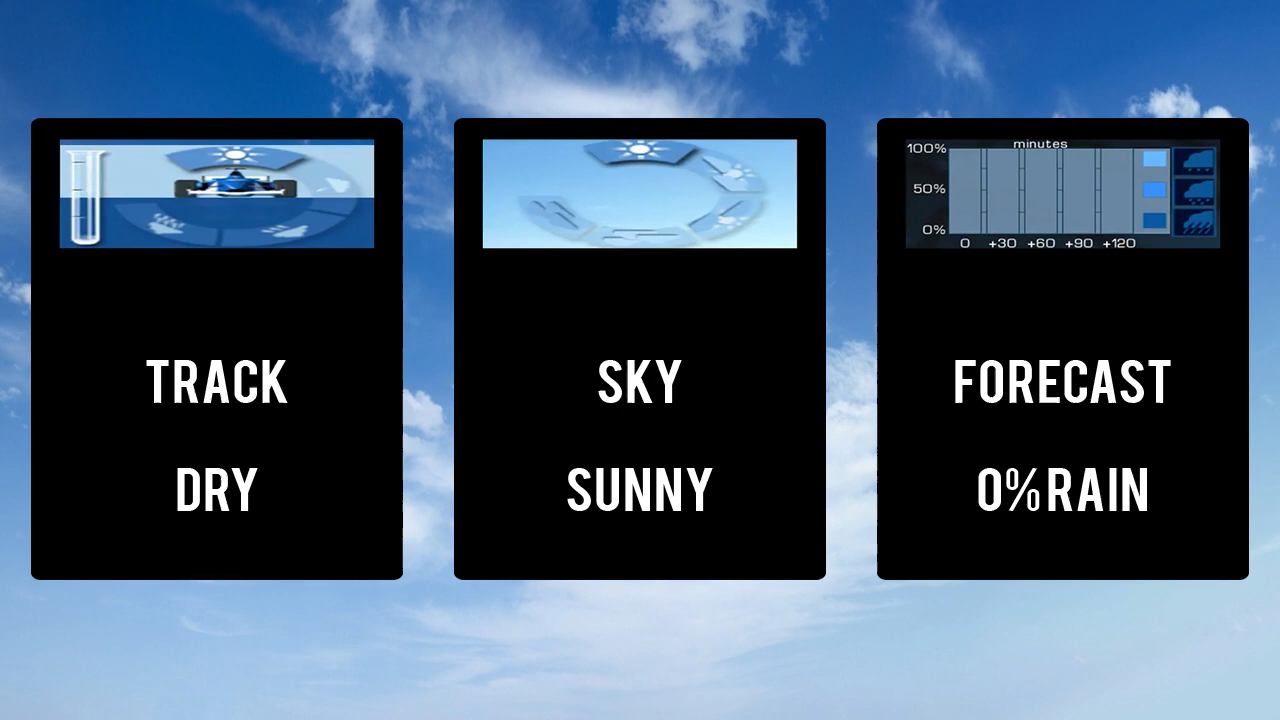 TRACK
DRY
SKY
SUNNY
minutes
100%
50%
0%
0 +30 +60 +90 +120
FORECAST
0% RAIN